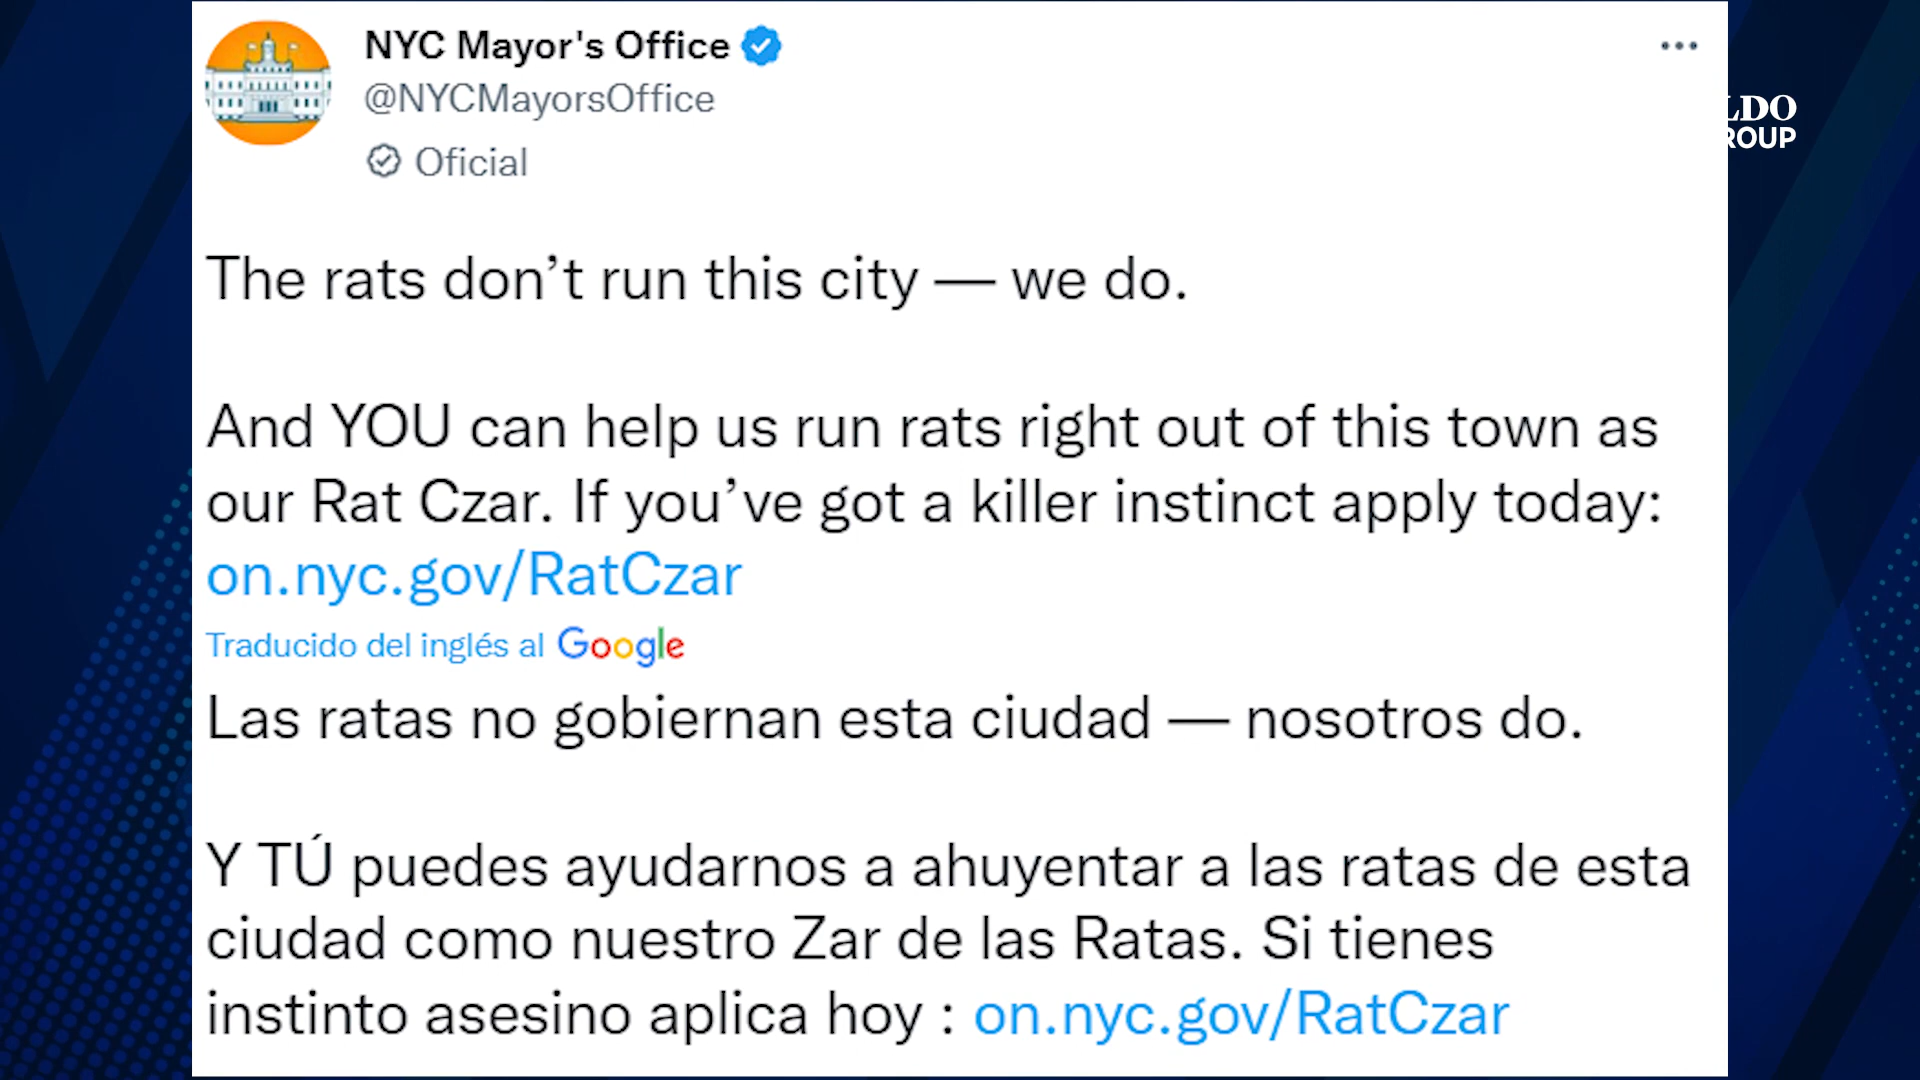 NYC Mayor's Office
@NYCMayorsOffice
Oficial
LDO
ROUP
The rats don’t run this city — we do.
And YOU can help us run rats right out of this town as
our Rat Czar. If you’ve got a killer instinct apply today:
on.nyc.gov/RatCzar
Traducido del inglés al Google
Las ratas no gobiernan esta ciudad — nosotros do.
Y TÚ puedes ayudarnos a ahuyentar a las ratas de esta
ciudad como nuestro Zar de las Ratas. Si tienes
instinto asesino aplica hoy : on.nyc.gov/RatCzar